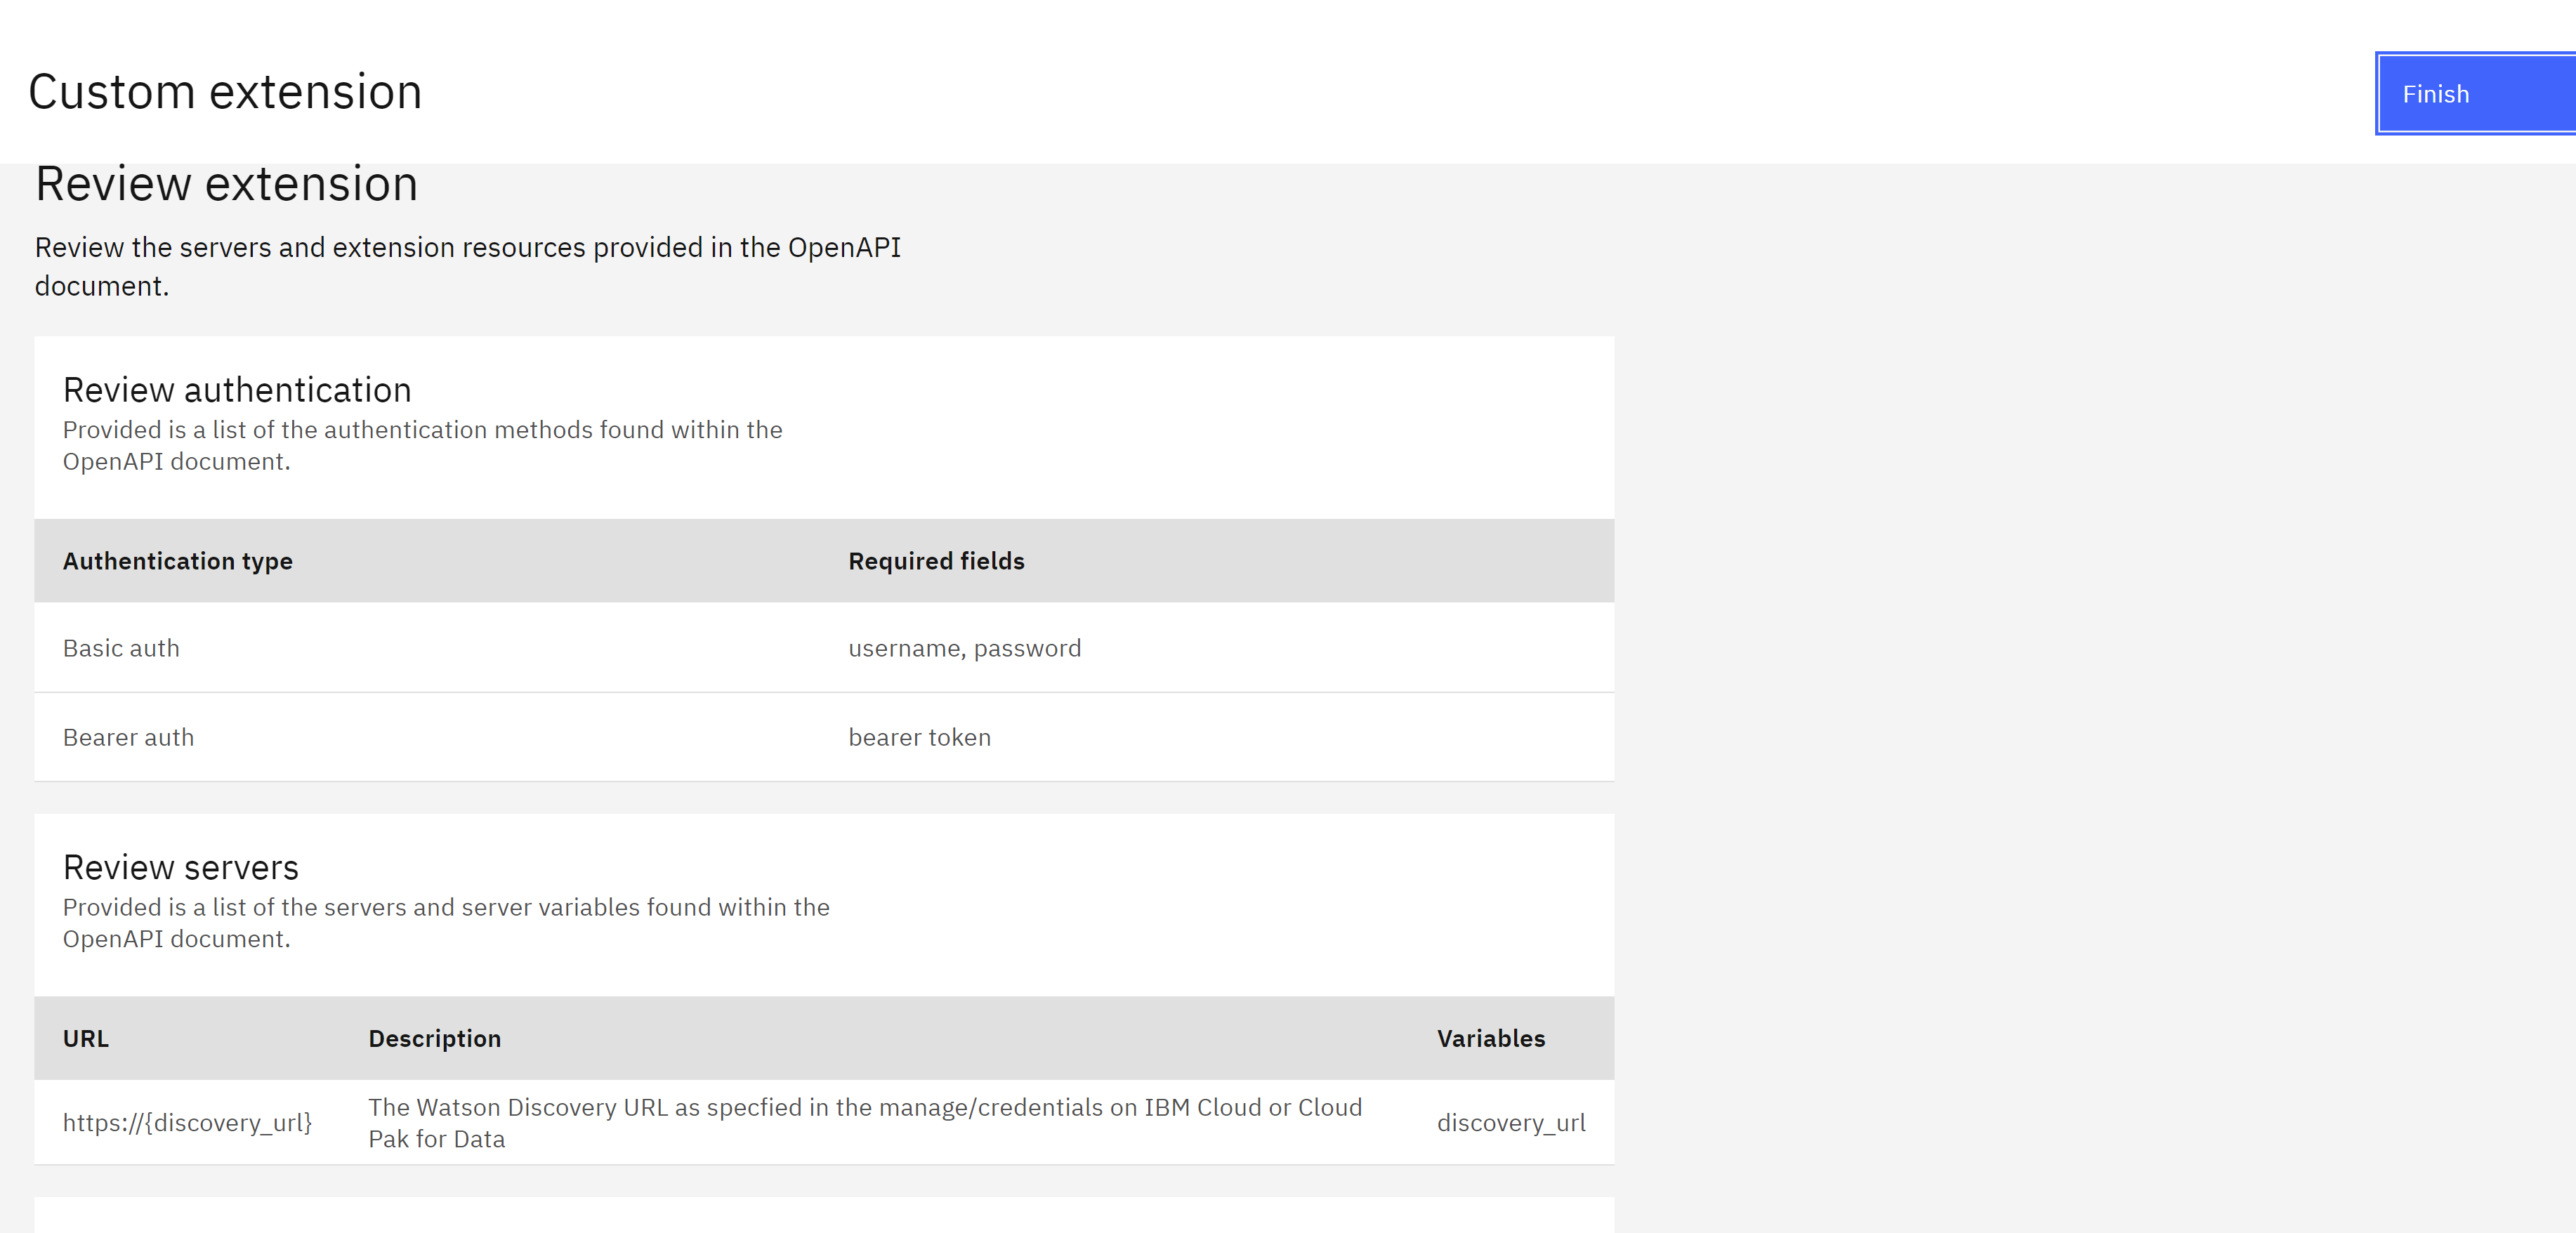 Custom extension
Finish
Review extension
Review the servers and extension resources provided in the OpenAPI
document.
Review authentication
Provided is a list of the authentication methods found within the
OpenAPI document.
Authentication type Required fields
Basic auth username, password
Bearer auth bearer token
Review servers
Provided is a list of the servers and server variables found within the
OpenAPI document.
URL Description Variables
https://{discovery_url} The Watson Discovery URL as specfied in the manage/credentials on IBM Cloud or Cloud discovery_url
Pak for Data